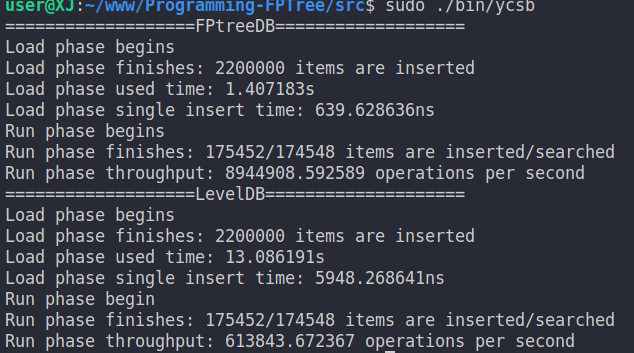 user@XJ:~/www/Programming-FPTree/src$ sudo ./bin/ycsb
===================FPtreeDB===================
Load phase begins
Load phase finishes: 2200000 items are inserted
Load phase used time: 1.407183s
Load phase single insert time: 639.628636ns
Run phase begins
Run phase finishes: 175452/174548 items are inserted/searched
Run phase throughput: 8944908.592589 operations per second
===================LevelDB====================
Load phase begins
Load phase finishes: 2200000 items are inserted
Load phase used time: 13.086191s
Load phase single insert time: 5948.268641ns
Run phase begin
Run phase finishes: 175452/174548 items are inserted/searched
Run phase throughput: 613843.672367 operations per second